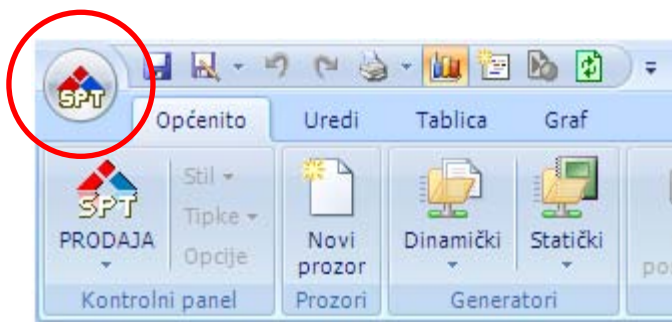 SPT
Općenito Uredi Tablica Graf
SPT
PRODAJA
Stil
Tipke
Opcije
Novi
prozor
Dinamički
Statički
Kontrolni panel Prozori Generatori